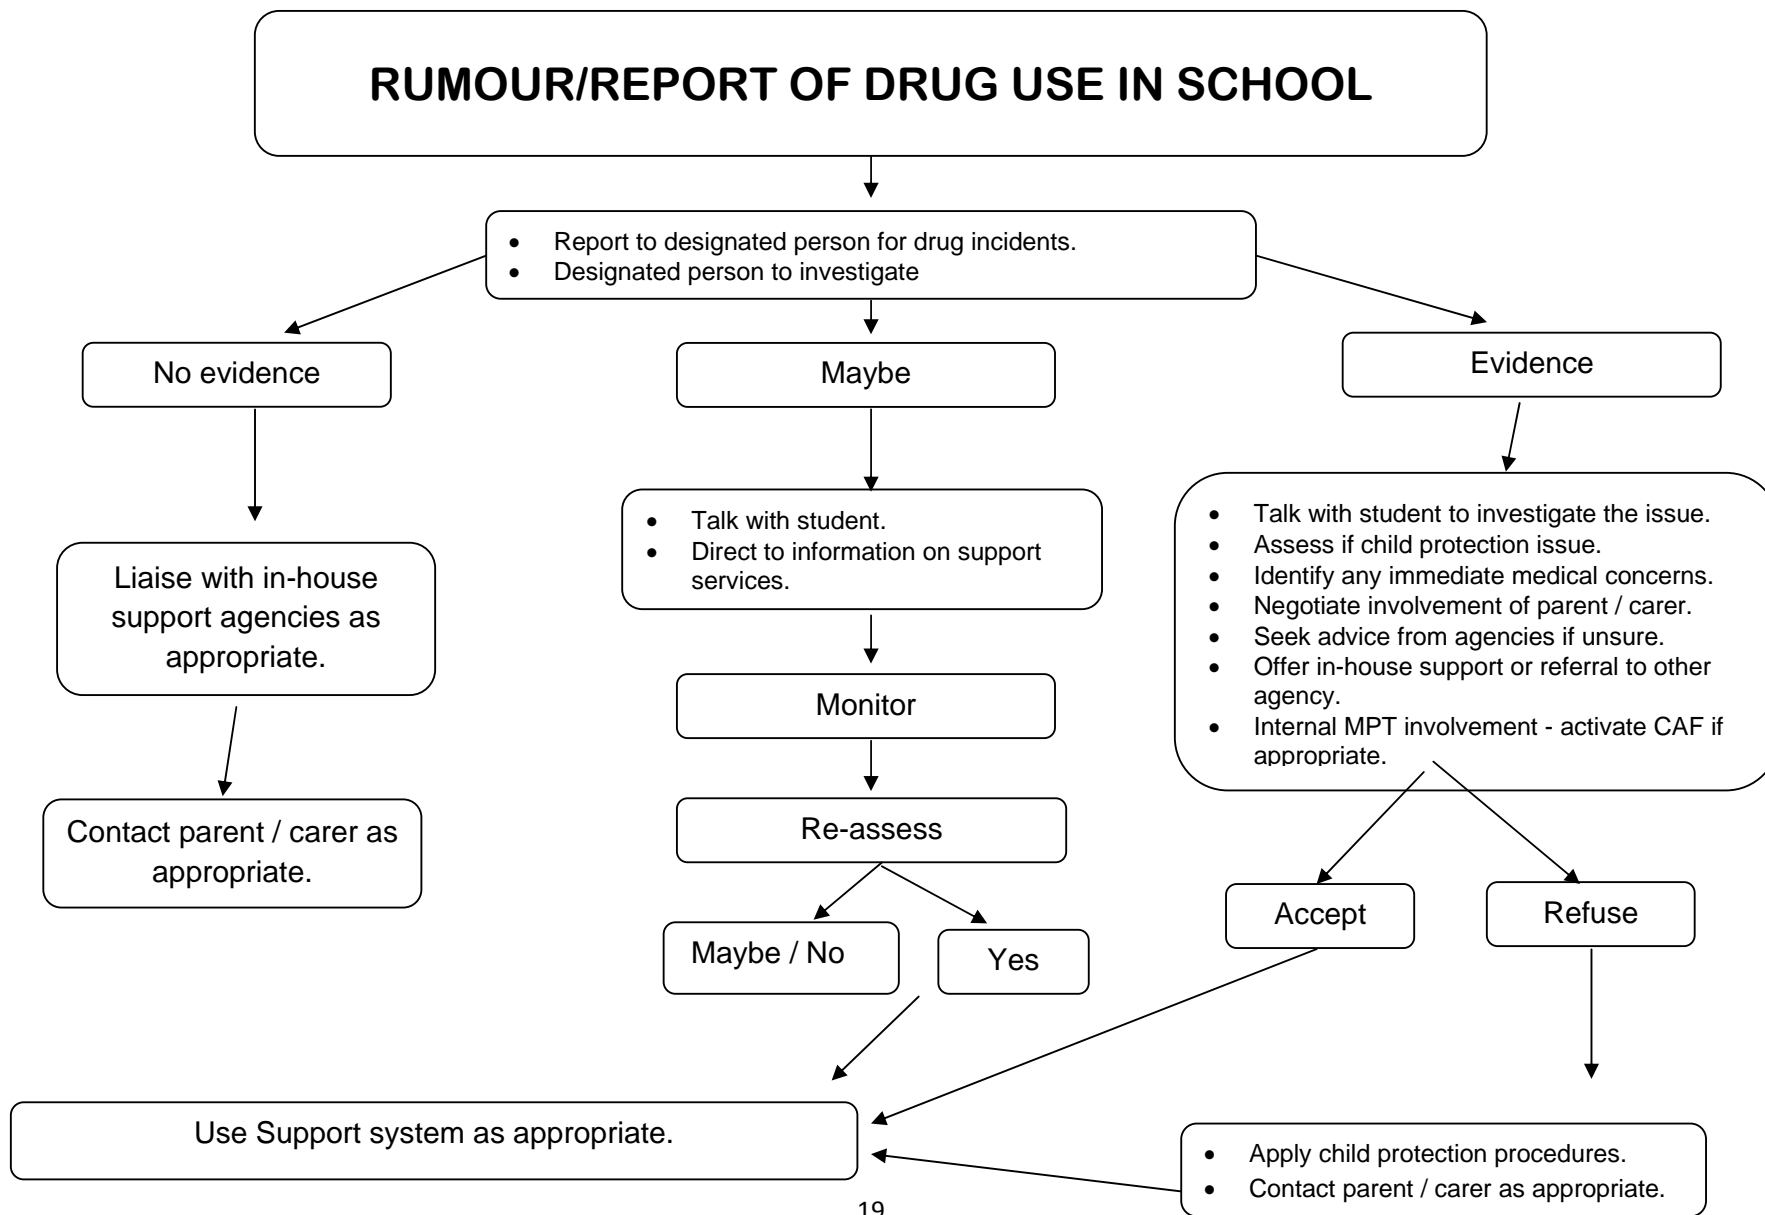 RUMOUR/REPORT OF DRUG USE IN SCHOOL
• Report to designated person for drug incidents.
• Designated person to investigate
No evidence
Maybe
Evidence
Liaise with in-house
support agencies as
appropriate.
Contact parent / carer as
appropriate.
• Talk with student.
• Direct to information on support
services.
Monitor
Re-assess
Maybe / No
Yes
• Talk with student to investigate the issue.
• Assess if child protection issue.
• Identify any immediate medical concerns.
• Negotiate involvement of parent / carer.
• Seek advice from agencies if unsure.
• Offer in-house support or referral to other
agency.
• Internal MPT involvement - activate CAF if
appropriate.
Accept
Refuse
Use Support system as appropriate.
• Apply child protection procedures.
• Contact parent / carer as appropriate.
19